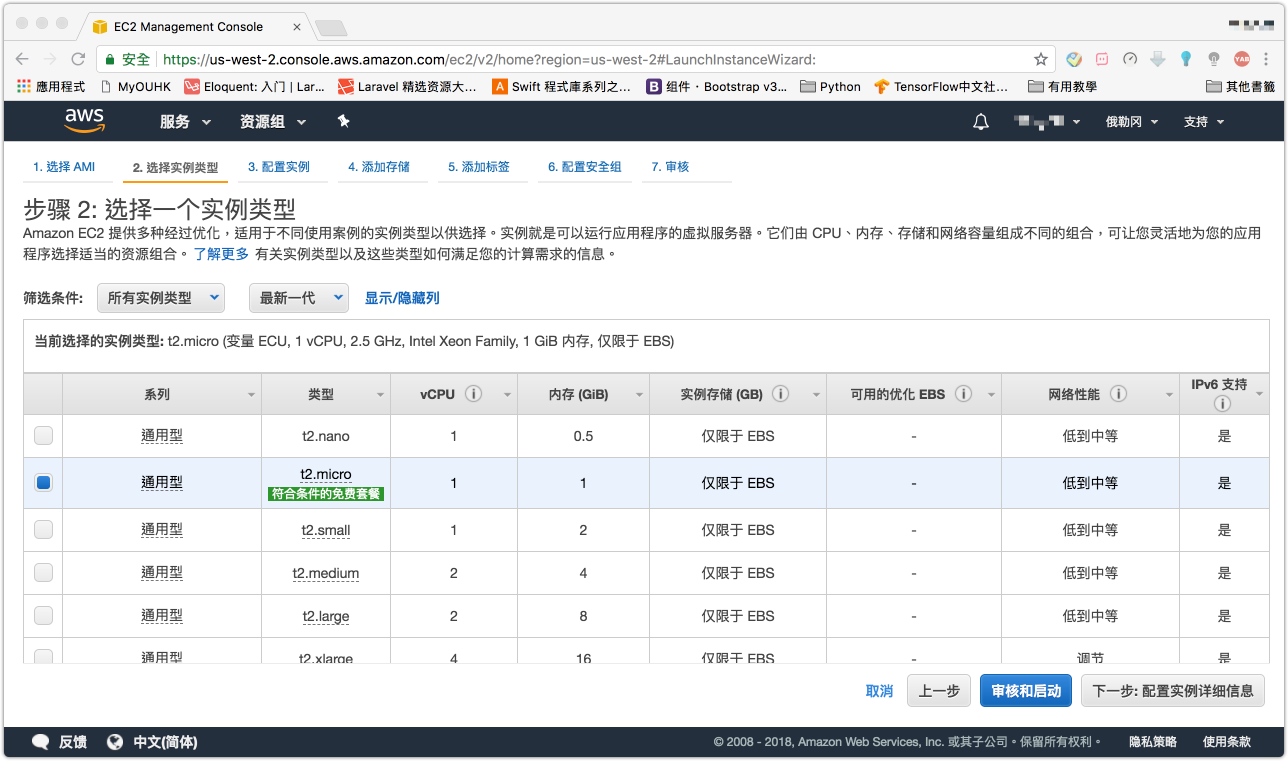 EC2 Management Console
安全 https://us-west-2.console.aws.amazon.com/ec2/v2/home?region=us-west-2#LaunchInstanceWizard:
YAB
應用程式 MyOUHK Eloquent: 入门 | Lar... Laravel 精选资源大... Swift 程式庫系列之... 组件 · Bootstrap v3... Python TensorFlow中文社... 有用教學 其他書籤
aws 服务 资源组 俄勒冈 支持
1. 选择 AMI 2. 选择实例类型 3. 配置实例 4. 添加存储 5. 添加标签 6. 配置安全组 7. 审核
步骤 2: 选择一个实例类型
Amazon EC2 提供多种经过优化，适用于不同使用案例的实例类型以供选择。实例就是可以运行应用程序的虚拟服务器。它们由 CPU、内存、存储和网络容量组成不同的组合，可让您灵活地为您的应用
程序选择适当的资源组合。 了解更多 有关实例类型以及这些类型如何满足您的计算需求的信息。
筛选条件: 所有实例类型 最新一代 显示/隐藏列
当前选择的实例类型: t2.micro (变量 ECU, 1 vCPU, 2.5 GHz, Intel Xeon Family, 1 GiB 内存, 仅限于 EBS)
系列 类型 vCPU 内存 (GiB) 实例存储 (GB) 可用的优化 EBS 网络性能 IPv6 支持
通用型 t2.nano 1 0.5 仅限于 EBS - 低到中等 是
通用型 t2.micro 符合条件的免费套餐 1 1 仅限于 EBS - 低到中等 是
通用型 t2.small 1 2 仅限于 EBS - 低到中等 是
通用型 t2.medium 2 4 仅限于 EBS - 低到中等 是
通用型 t2.large 2 8 仅限于 EBS - 低到中等 是
通用型 t2.xlarge 4 16 仅限于 EBS - 调节 是
取消 上一步 审核和启动 下一步: 配置实例详细信息
反馈 中文(简体) © 2008 - 2018, Amazon Web Services, Inc. 或其子公司。保留所有权利。 隐私策略 使用条款